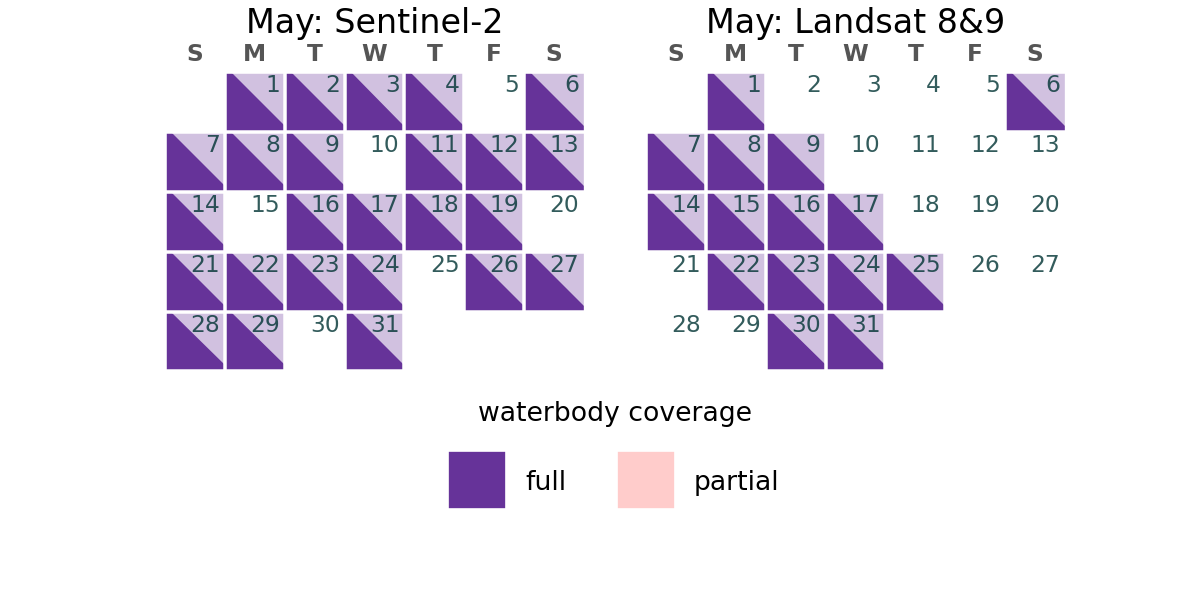 May: Sentinel-2
S M T W T F S
1 2 3 4 5 6
7 8 9 10 11 12 13
14 15 16 17 18 19 20
21 22 23 24 25 26 27
28 29 30 31
May: Landsat 8&9
S M T W T F S
1 2 3 4 5 6
7 8 9 10 11 12 13
14 15 16 17 18 19 20
21 22 23 24 25 26 27
28 29 30 31
waterbody coverage
full
partial